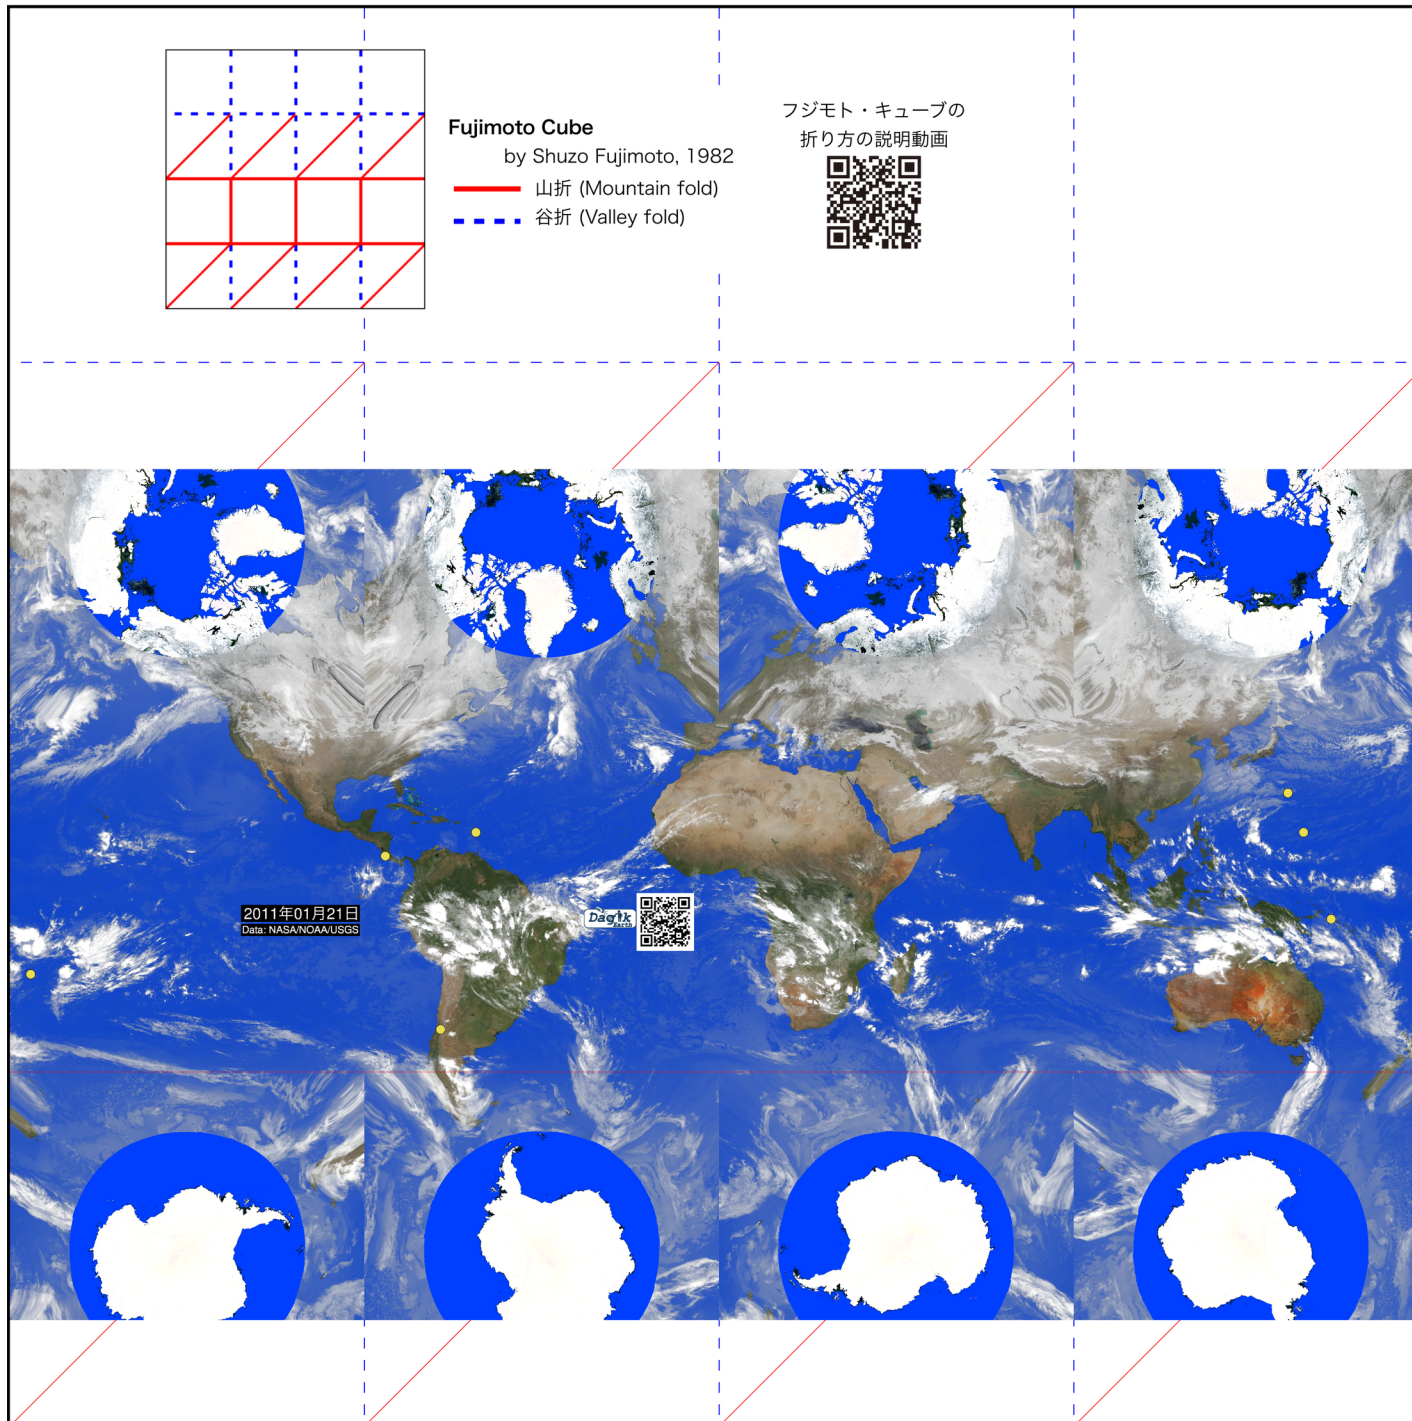 Fujimoto Cube
by Shuzo Fujimoto, 1982
山折 (Mountain fold)
谷折 (Valley fold)
フジモト・キューブの
折り方の説明動画
2011年01月21日
Data: NASA/NOAA/USGS
Dagik
Earth